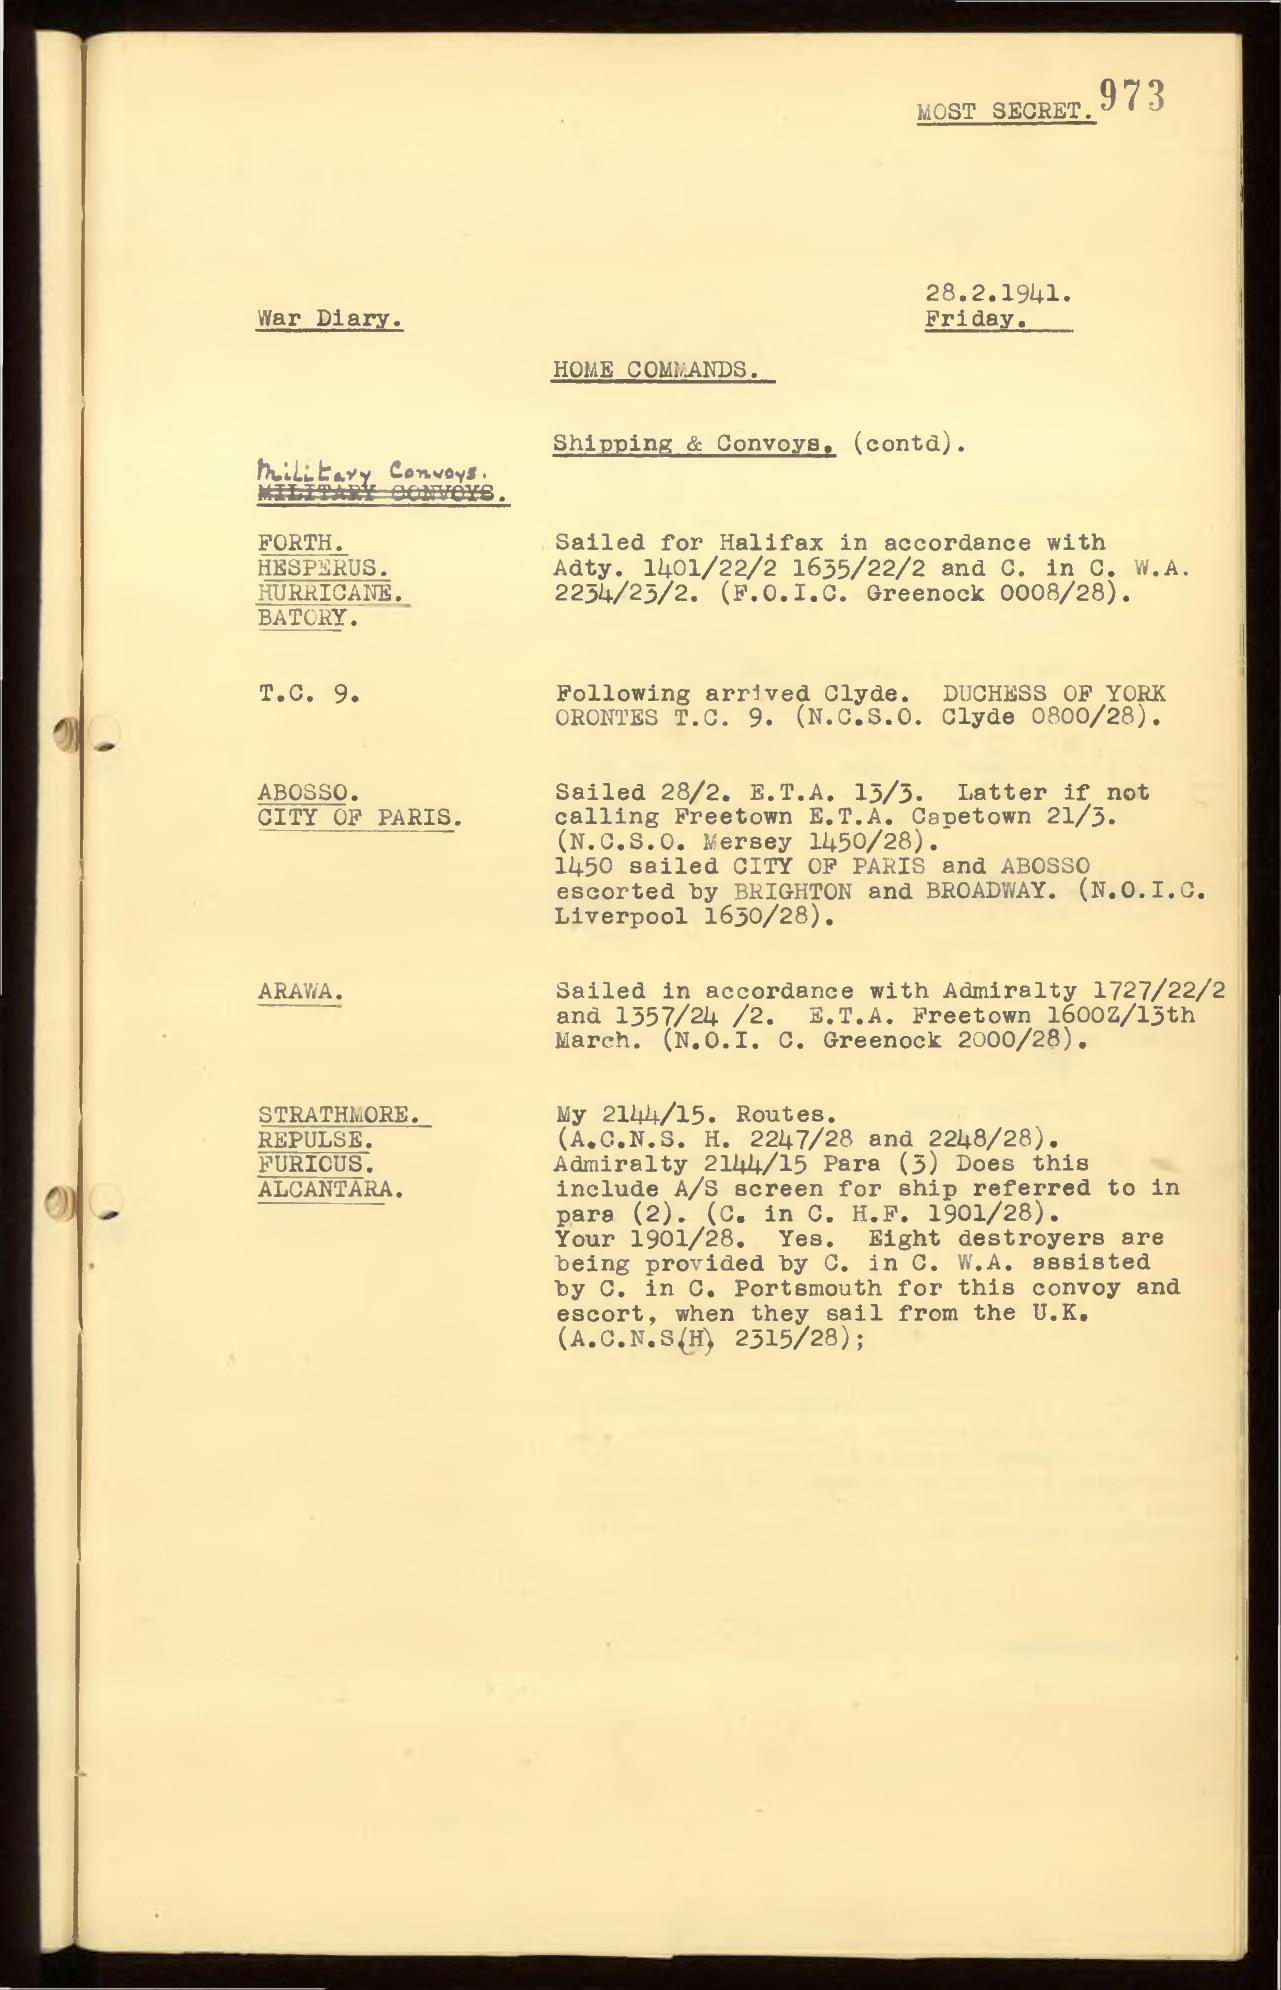 MOST SECRET. 973
28.2.1941.
War Diary. Friday.
HOME COMMANDS.
Shipping & Convoys. (contd).
Military Convoys.
MILITARY CONVOYS.
FORTH. Sailed for Halifax in accordance with
HESPERUS. Adty. 1401/22/2 1635/22/2 and C. in C. W.A.
HURRICANE. 2234/23/2. (F.O.I.C. Greenock 0008/28).
BATORY.
T.C. 9. Following arrived Clyde. DUCHESS OF YORK
ORONTES T.C. 9. (N.C.S.O. Clyde 0800/28).
ABOSSO. Sailed 28/2. E.T.A. 13/3. Latter if not
CITY OF PARIS. calling Freetown E.T.A. Capetown 21/3.
(N.C.S.O. Mersey 1450/28).
1450 sailed CITY OF PARIS and ABOSSO
escorted by BRIGHTON and BROADWAY. (N.O.I.C.
Liverpool 1630/28).
ARAWA. Sailed in accordance with Admiralty 1727/22/2
and 1357/24 /2. E.T.A. Freetown 1600Z/13th
March. (N.O.I. C. Greenock 2000/28).
STRATHMORE. My 2144/15. Routes.
REPULSE. (A.C.N.S. H. 2247/28 and 2248/28).
FURIOUS. Admiralty 2144/15 Para (3) Does this
ALCANTARA. include A/S screen for ship referred to in
para (2). (C. in C. H.F. 1901/28).
Your 1901/28. Yes. Eight destroyers are
being provided by C. in C. W.A. assisted
by C. in C. Portsmouth for this convoy and
escort, when they sail from the U.K.
(A.C.N.S.(H) 2315/28);